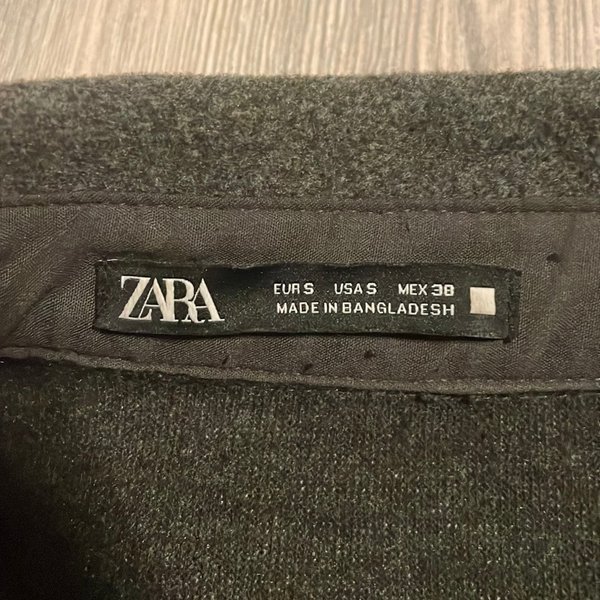 ZARA
EUR S USA S MEX 38
MADE IN BANGLADESH